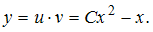 y = u · v = Cx² − x.